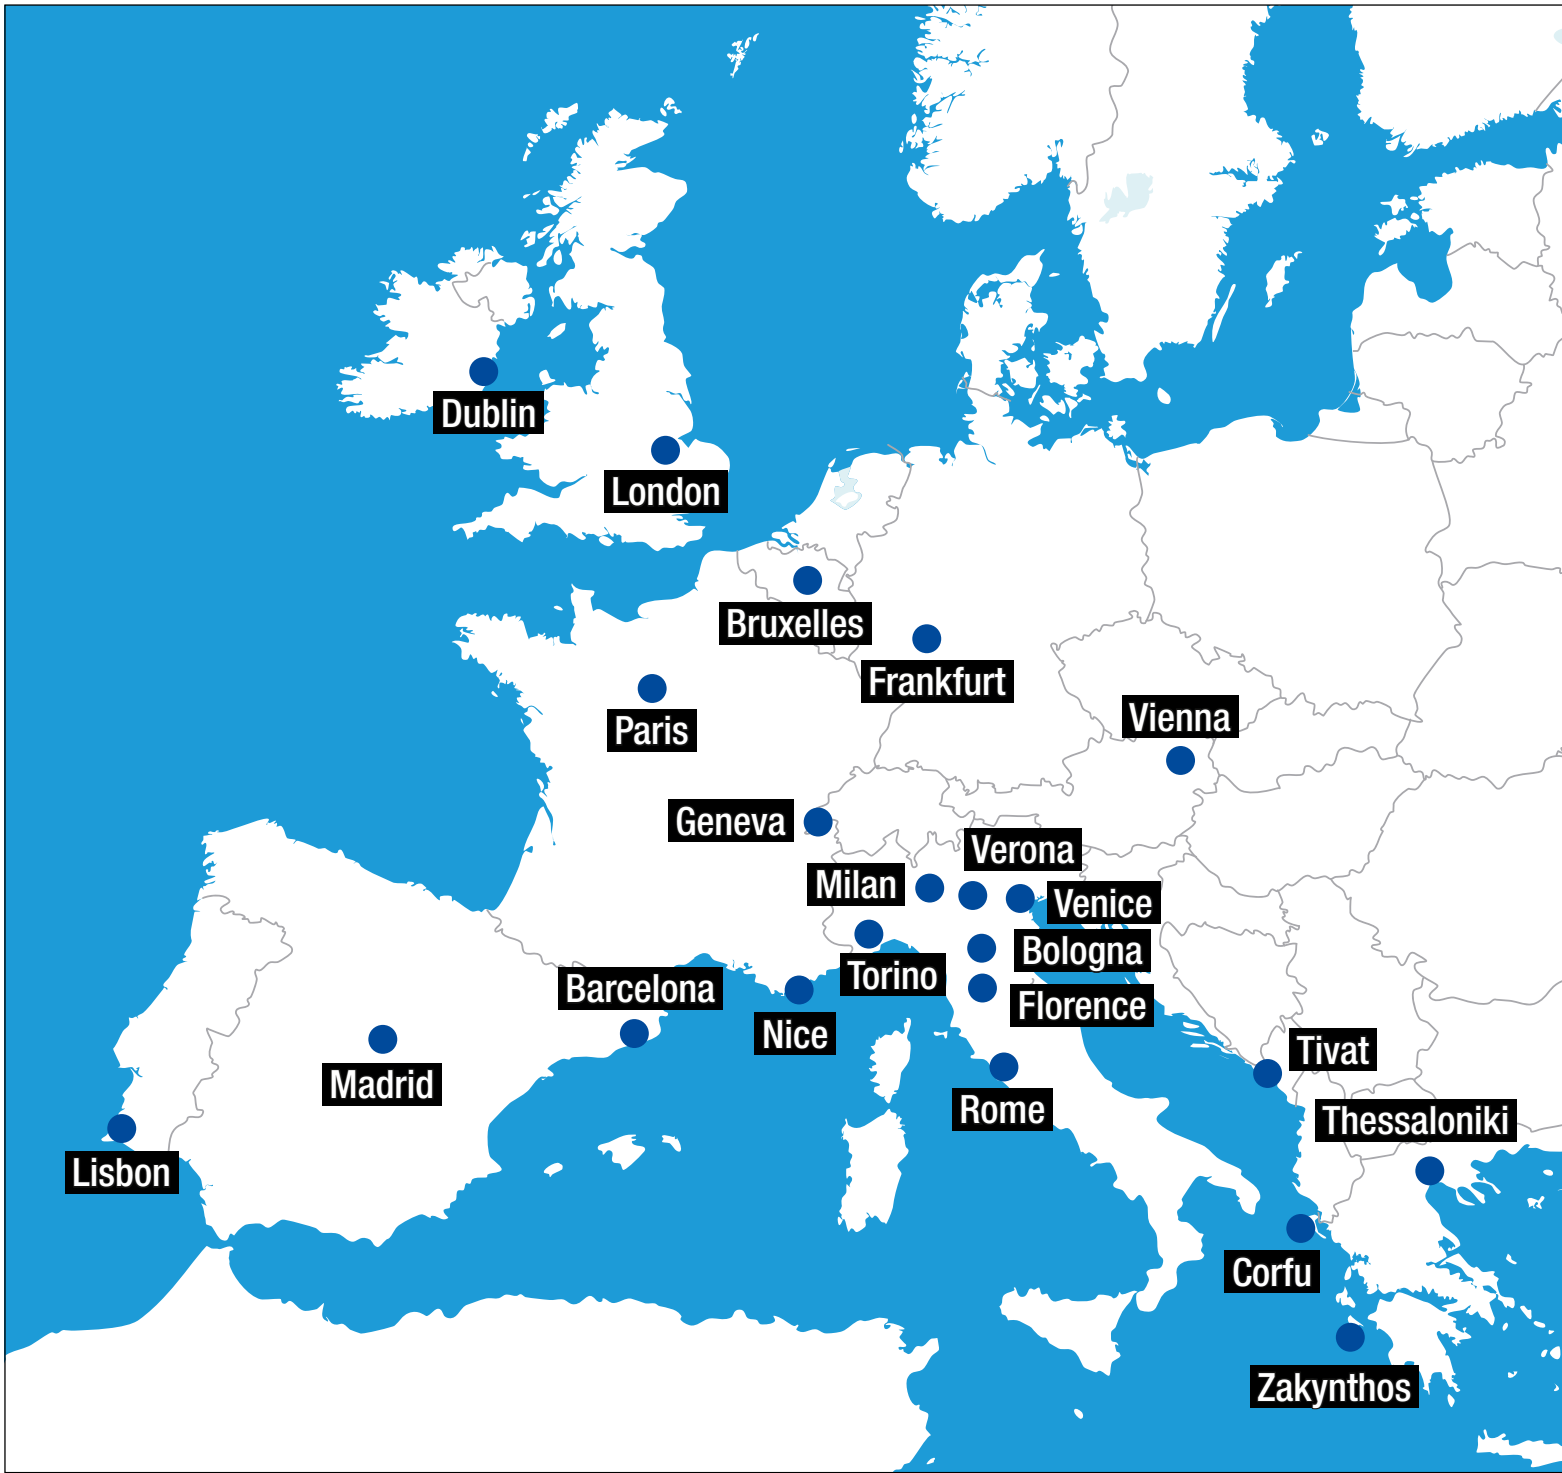 Dublin
London
Bruxelles
Frankfurt
Paris
Vienna
Geneva
Verona
Milan
Venice
Bologna
Torino
Barcelona
Florence
Nice
Tivat
Madrid
Rome
Thessaloniki
Lisbon
Corfu
Zakynthos